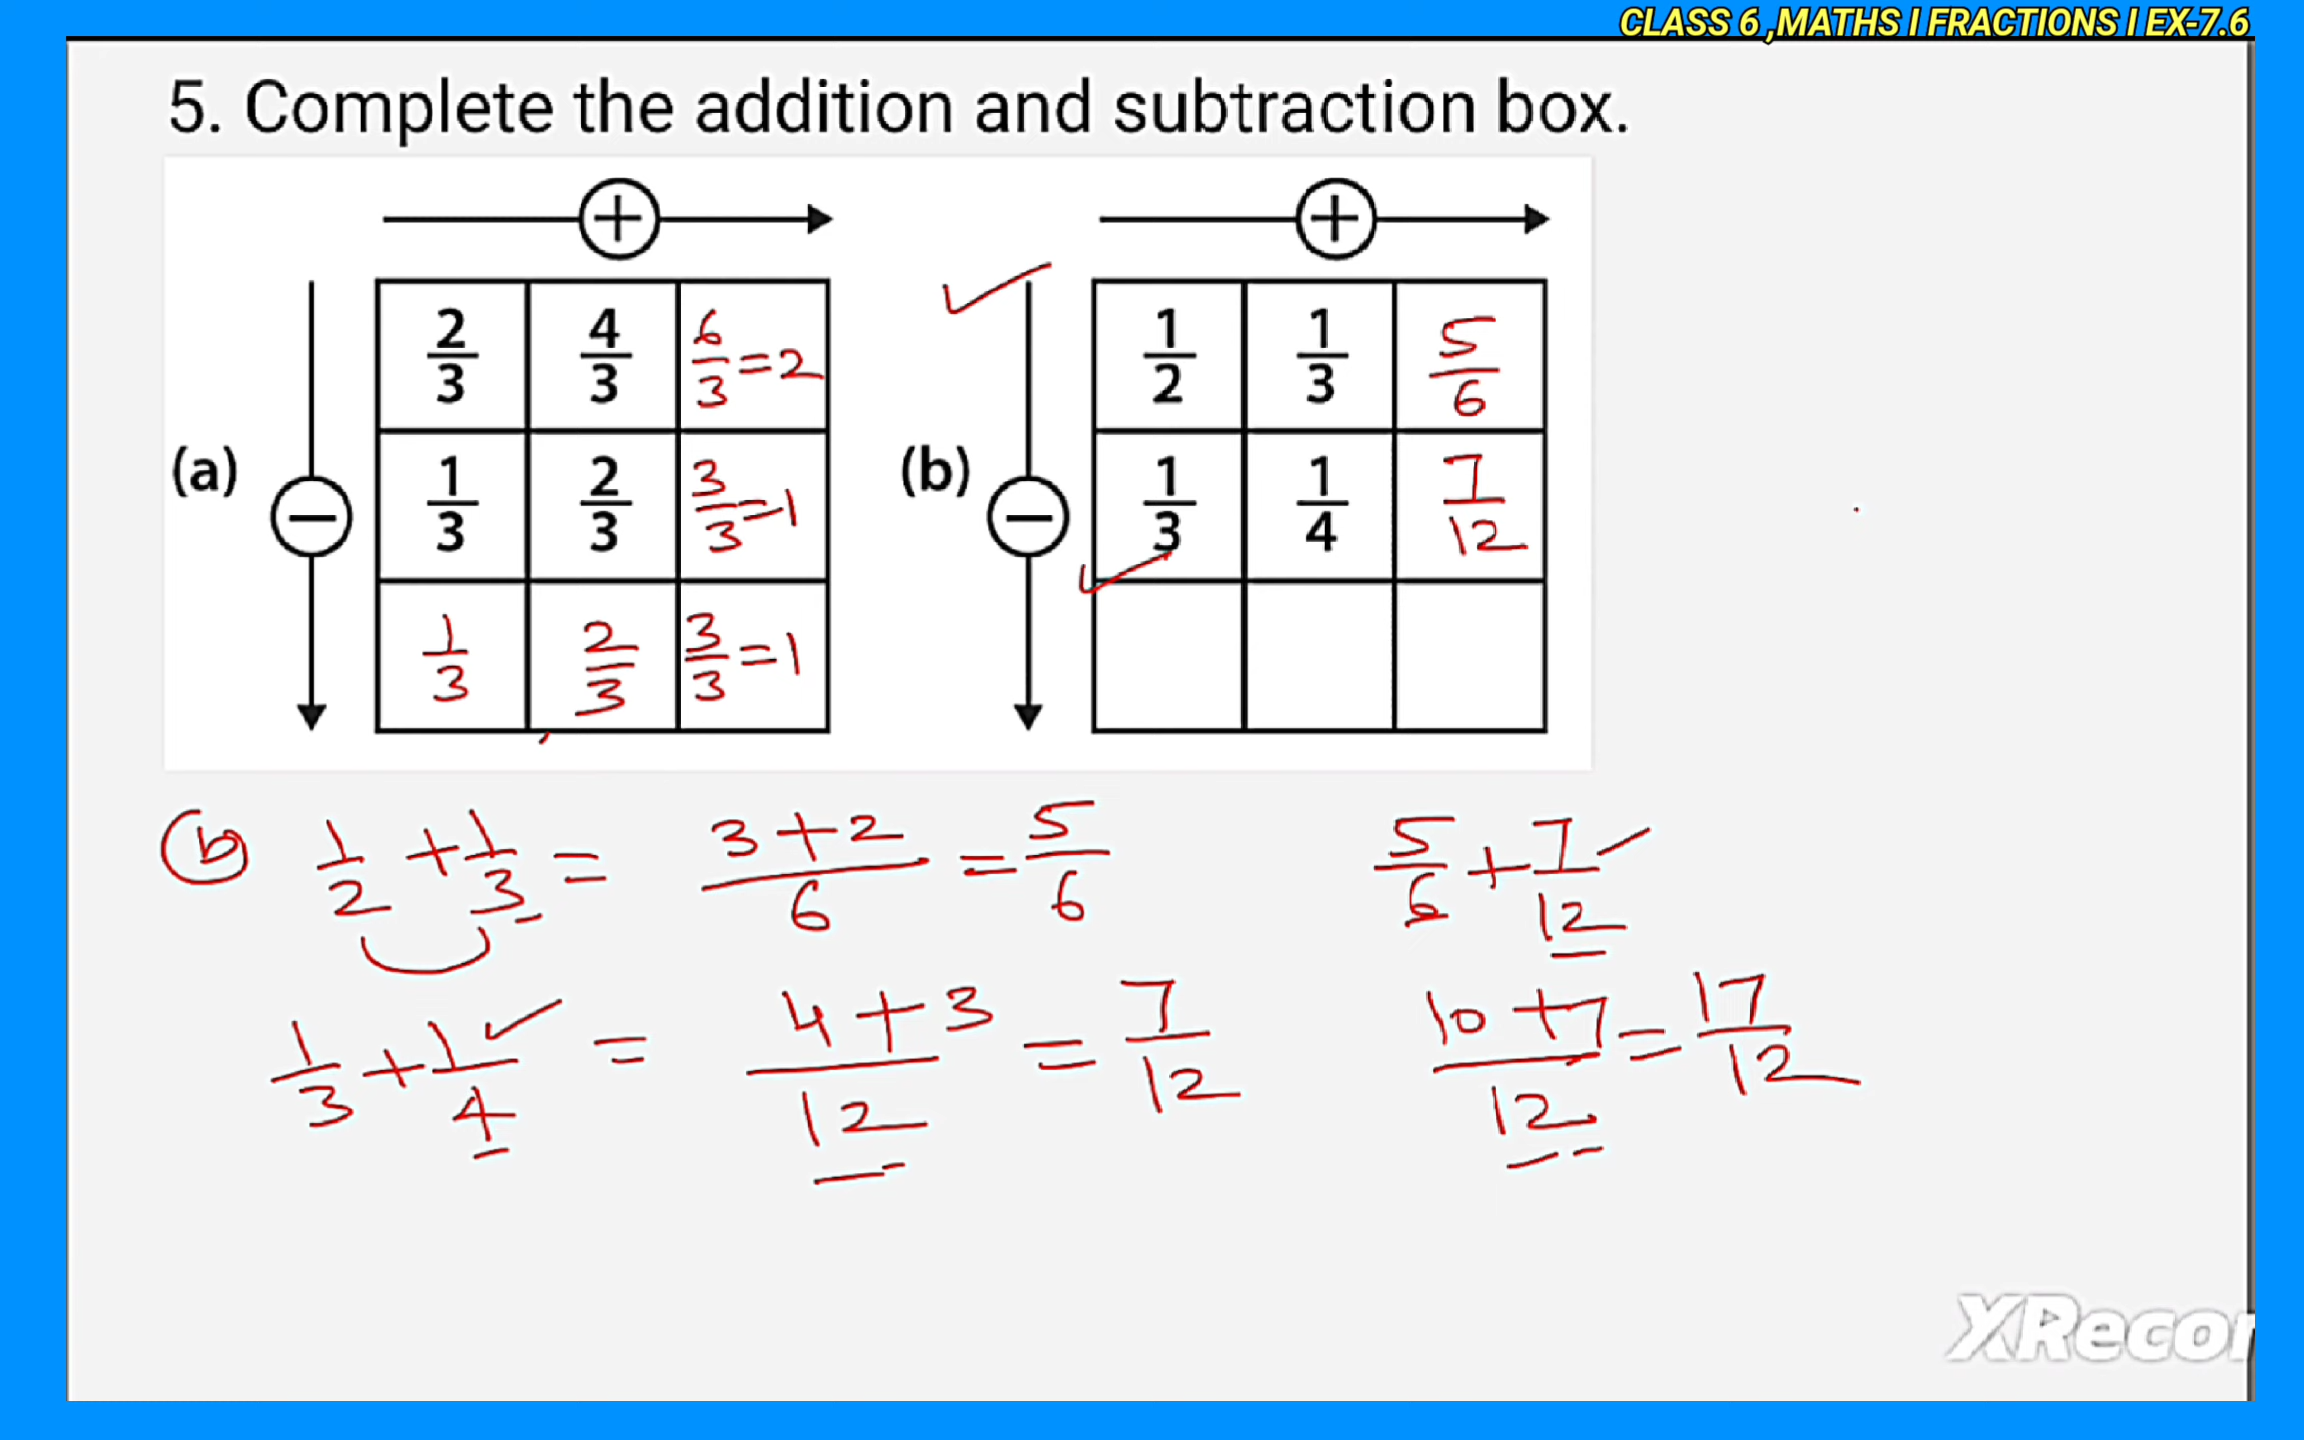 CLASS 6 ,MATHS I FRACTIONS I EX-7.6
5. Complete the addition and subtraction box.
+ +
2/3 4/3 6/3=2 1/2 1/3 5/6
(a) − 1/3 2/3 3/3=1 (b) − 1/3 1/4 7/12
1/3 2/3 3/3=1
(b) 1/2 + 1/3 = 3+2/6 = 5/6 5/6 + 7/12
1/3 + 1/4 = 4+3/12 = 7/12 10+7/12 = 17/12
XRecor